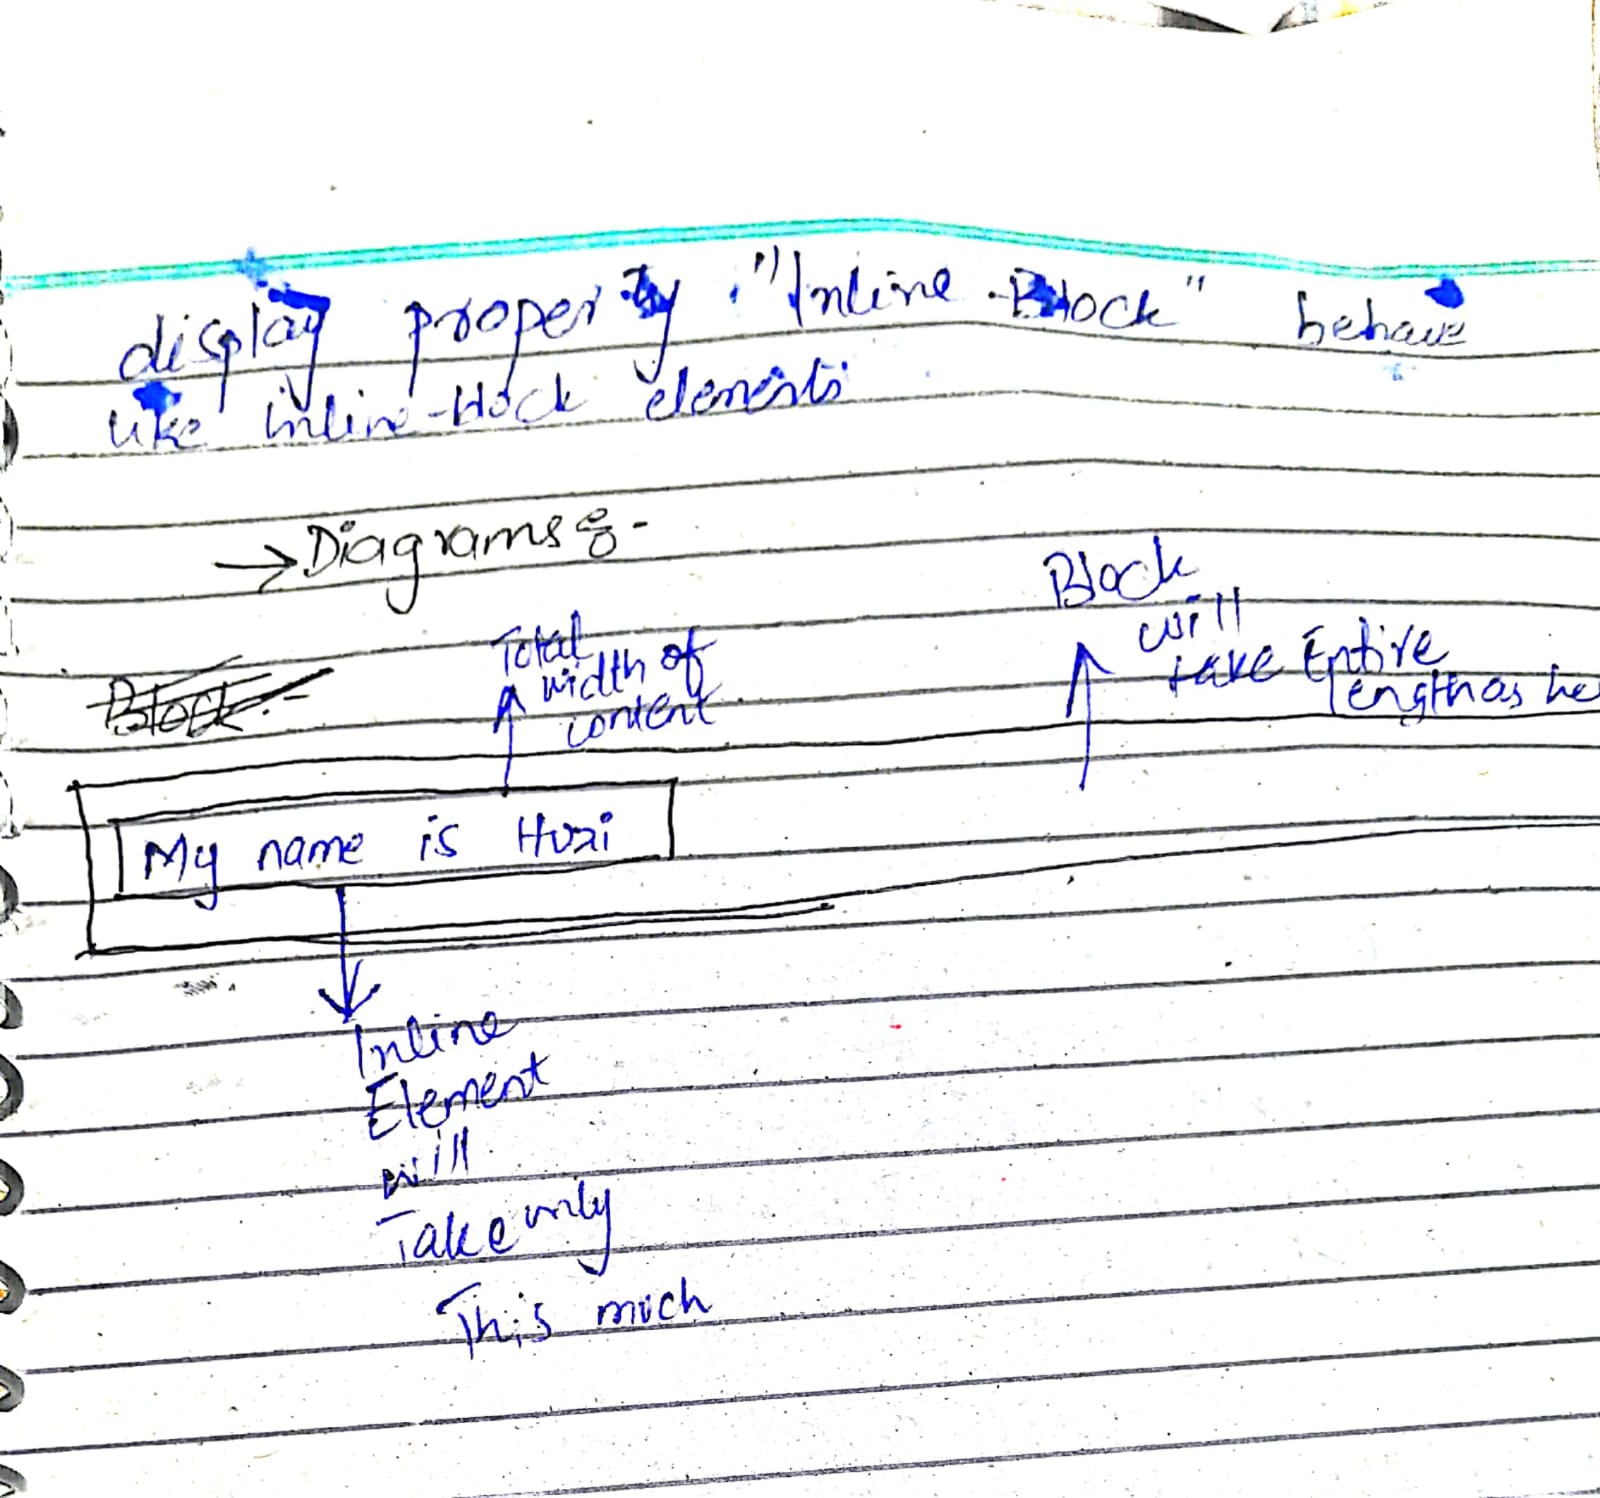 display property "Inline-Block" behave
like inline-block elements
→ Diagrams:-
Block:-
Total
width of
content
Block
will
take Entire
length as he
My name is Huzi
Inline
Element
will
Take only
This much